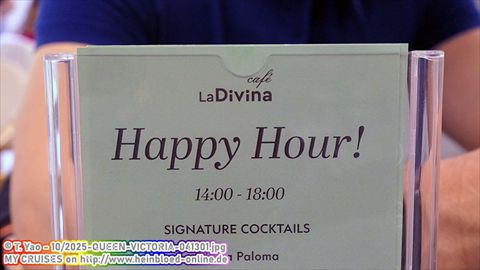 café
LaDivina
Happy Hour!
14:00 - 18:00
SIGNATURE COCKTAILS
Paloma
© T. Yao - 10/2025-QUEEN-VICTORIA-041301.jpg
MY CRUISES on http://www.heinbloed-online.de